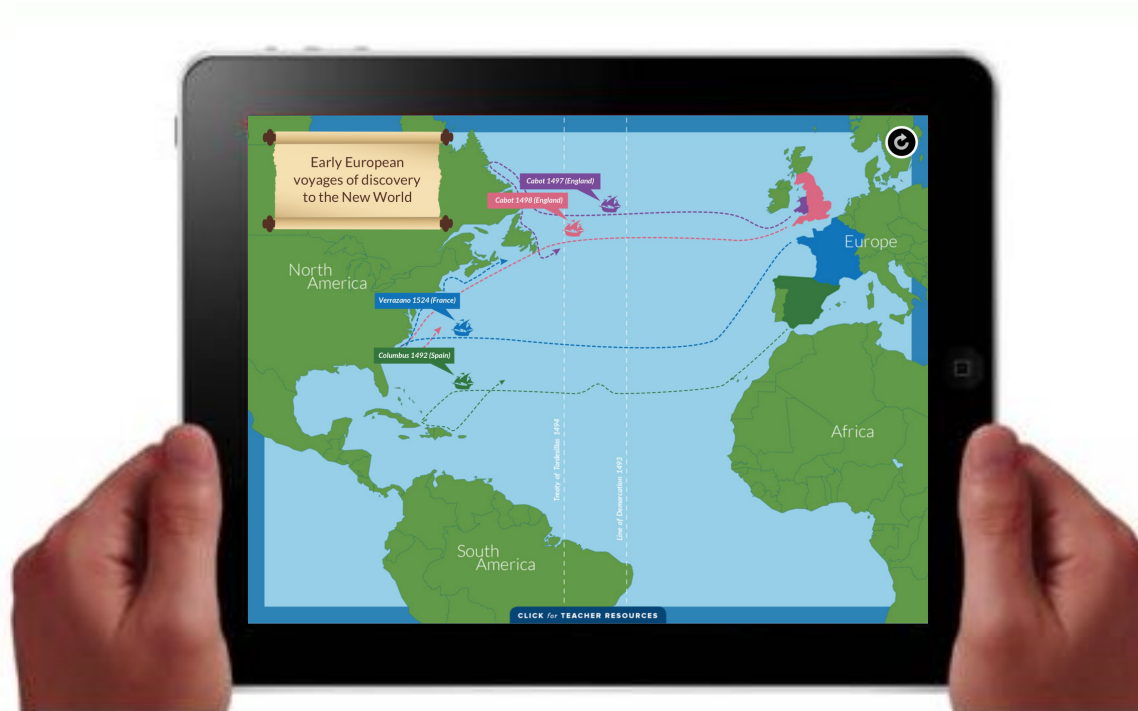 Early European
voyages of discovery
to the New World
Cabot 1497 (England)
Cabot 1498 (England)
Europe
North
America
Verrazano 1524 (France)
Columbus 1492 (Spain)
Africa
Treaty of Tordesillas 1494
Line of Demarcation 1493
South
America
CLICK for TEACHER RESOURCES